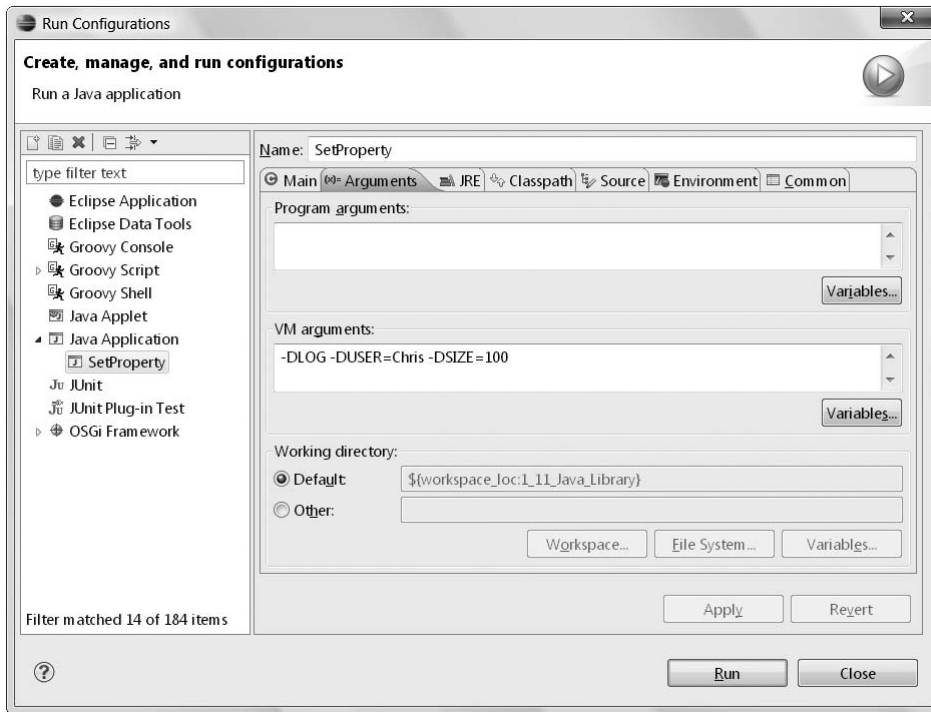 Run Configurations
Create, manage, and run configurations
Run a Java application
type filter text
Eclipse Application
Eclipse Data Tools
Groovy Console
Groovy Script
Groovy Shell
Java Applet
Java Application
SetProperty
JUnit
JUnit Plug-in Test
OSGi Framework
Filter matched 14 of 184 items
Name: SetProperty
Main (x)= Arguments JRE Classpath Source Environment Common
Program arguments:
Variables...
VM arguments:
-DLOG -DUSER=Chris -DSIZE=100
Variables...
Working directory:
Default: ${workspace_loc:1_11_Java_Library}
Other:
Workspace... File System... Variables...
Apply Revert
Run Close